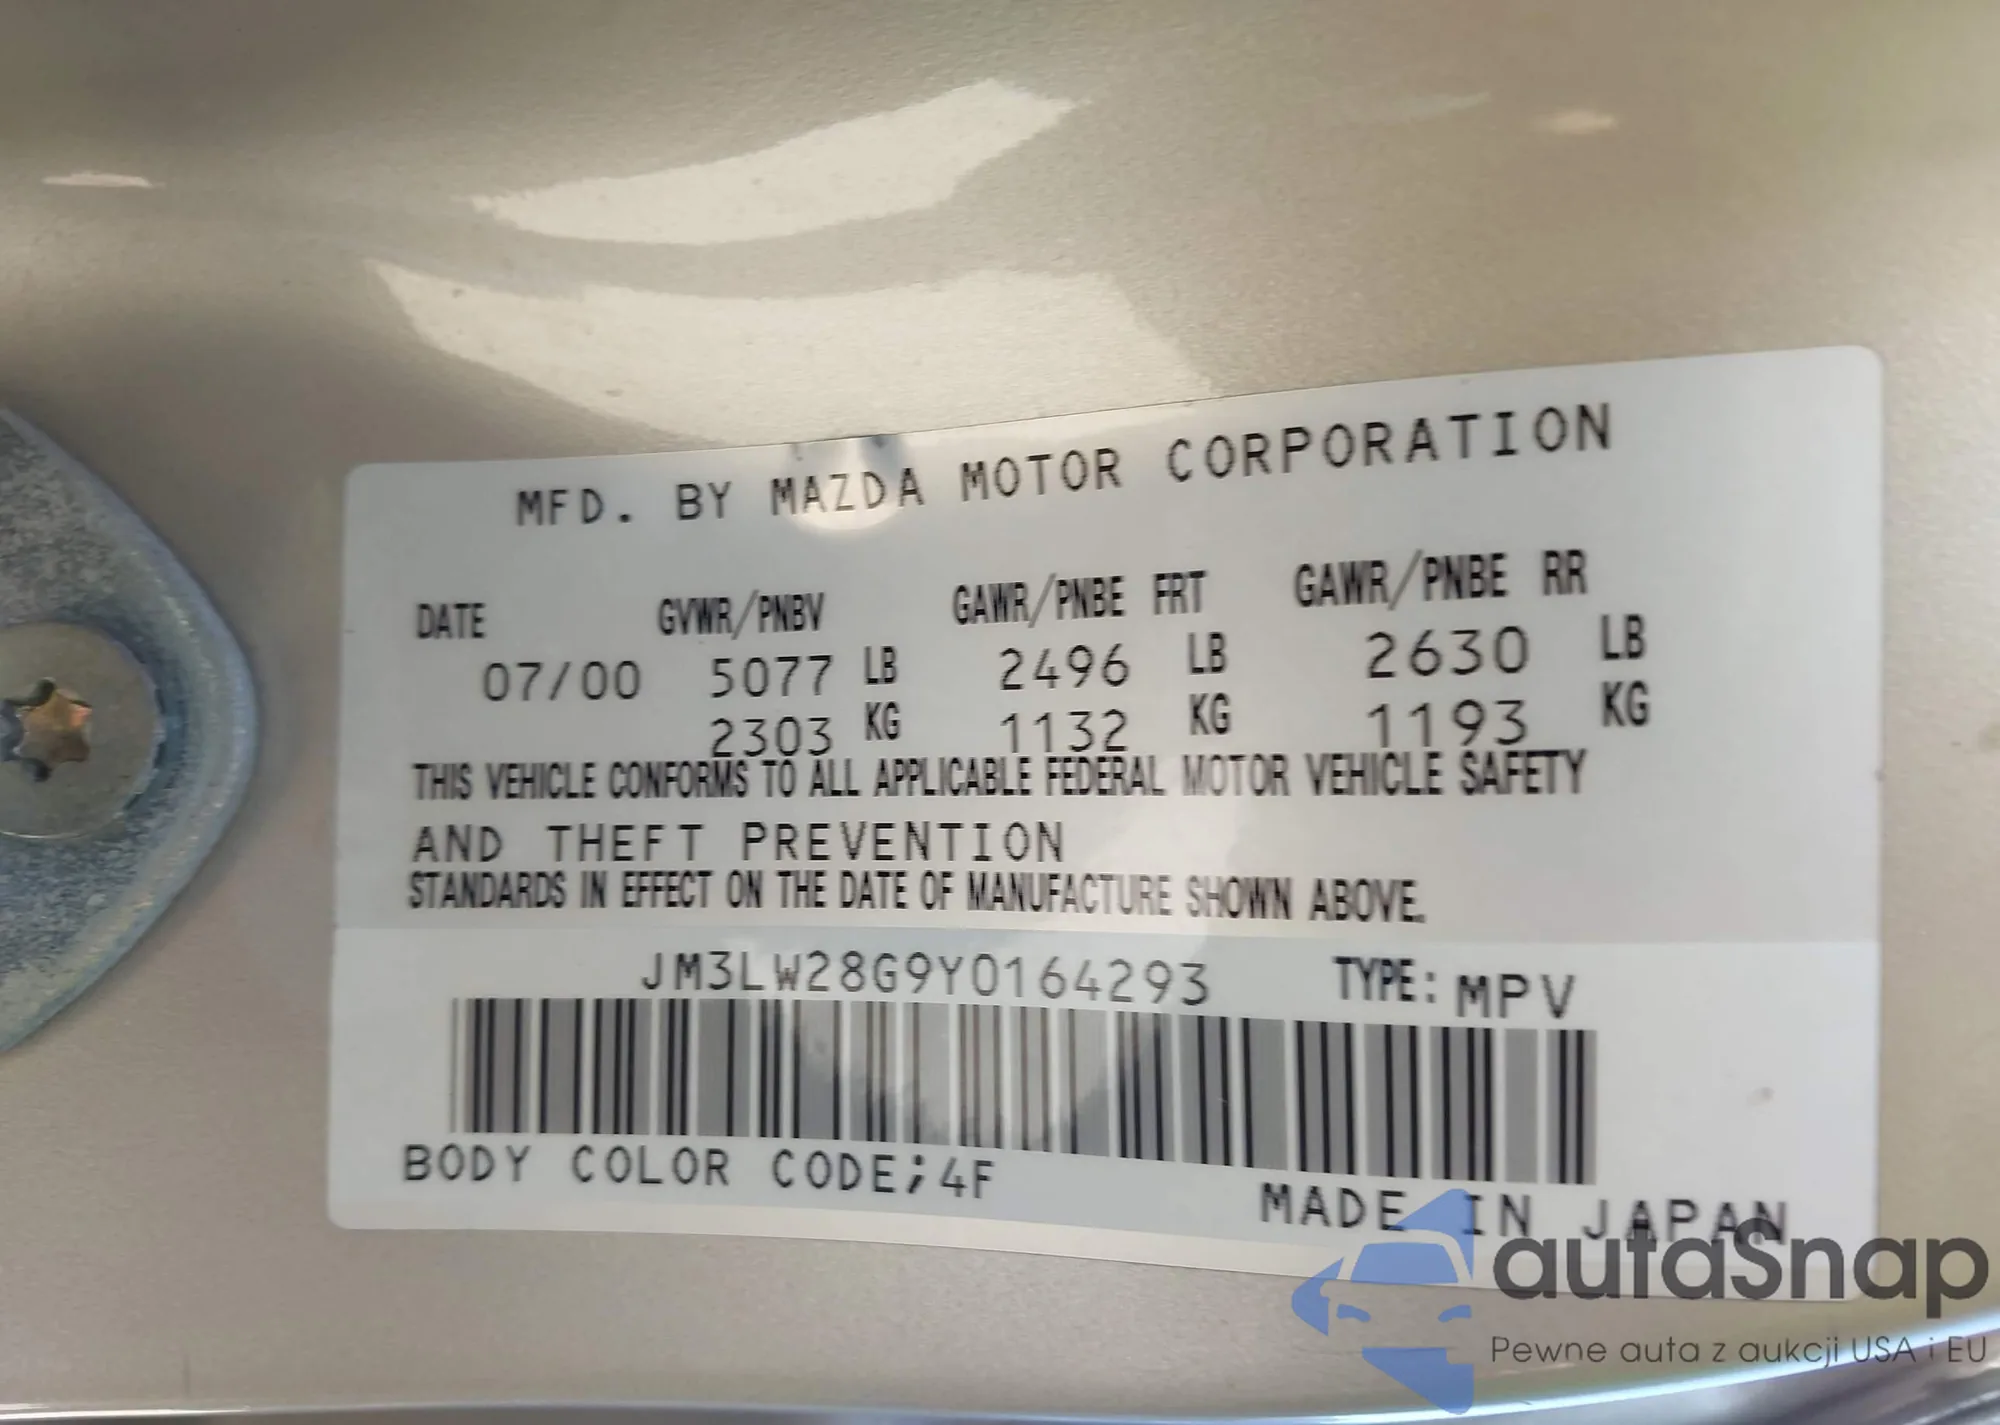 MFD. BY MAZDA MOTOR CORPORATION
DATE GVWR/PNBV GAWR/PNBE FRT GAWR/PNBE RR
07/00 5077 LB 2496 LB 2630 LB
2303 KG 1132 KG 1193 KG
THIS VEHICLE CONFORMS TO ALL APPLICABLE FEDERAL MOTOR VEHICLE SAFETY
AND THEFT PREVENTION
STANDARDS IN EFFECT ON THE DATE OF MANUFACTURE SHOWN ABOVE.
JM3LW28G9Y0164293 TYPE: MPV
BODY COLOR CODE;4F
MADE IN JAPAN
autaSnap
Pewne auta z aukcji USA i EU